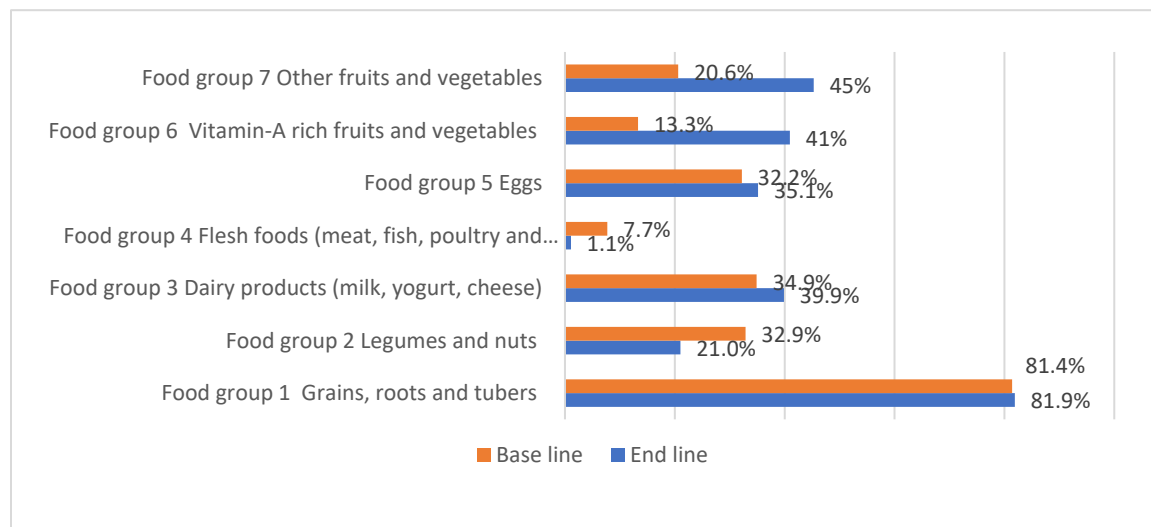 Food group 7 Other fruits and vegetables
20.6%
45%
Food group 6  Vitamin-A rich fruits and vegetables
13.3%
41%
Food group 5 Eggs
32.2%
35.1%
Food group 4 Flesh foods (meat, fish, poultry and...
7.7%
1.1%
Food group 3 Dairy products (milk, yogurt, cheese)
34.9%
39.9%
Food group 2 Legumes and nuts
32.9%
21.0%
Food group 1  Grains, roots and tubers
81.4%
81.9%
Base line
End line